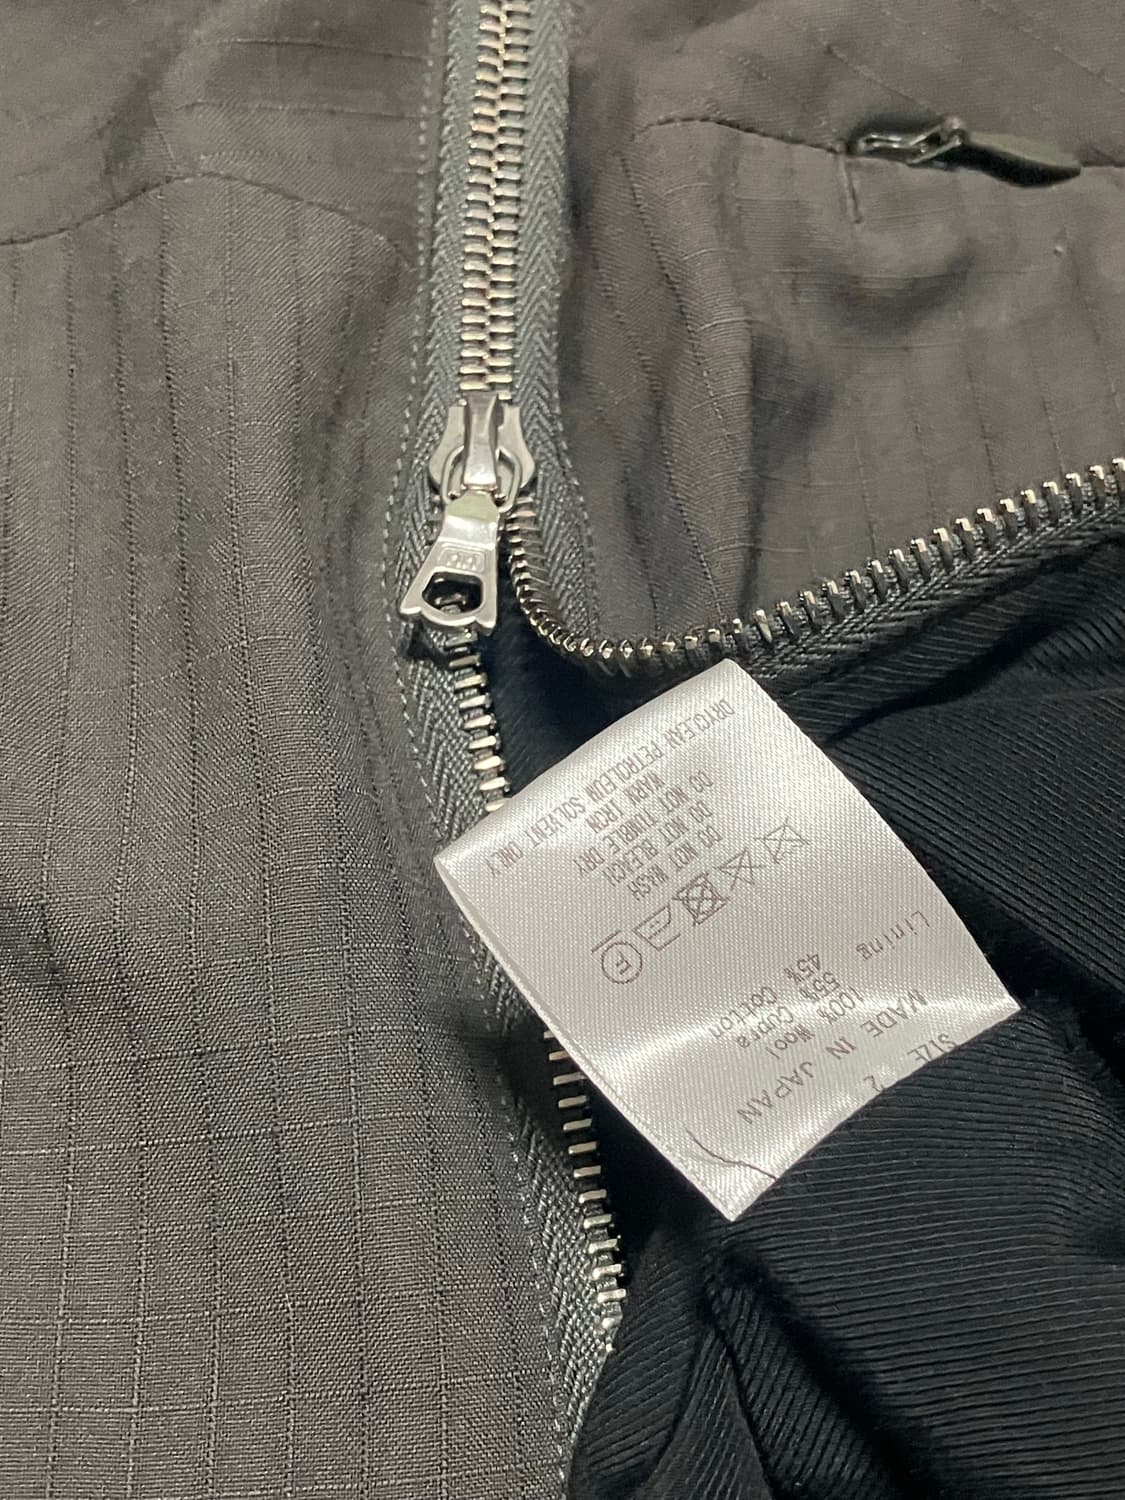 SIZE 2
MADE IN JAPAN
100% Wool
Lining 55% Cupra
45% Cotton
F
DO NOT WASH
DO NOT BLEACH
DO NOT TUMBLE DRY
WARM IRON
DRYCLEAN PETROLEUM SOLVENT ONLY